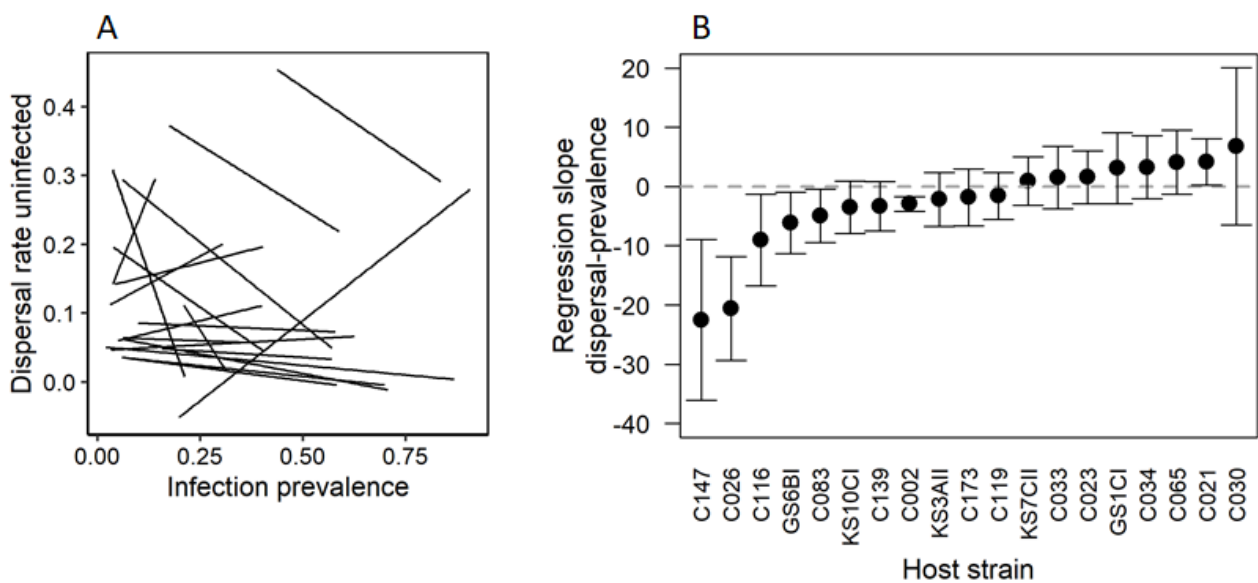 A
Dispersal rate uninfected
0.4
0.3
0.2
0.1
0.0
0.00
0.25
0.50
0.75
Infection prevalence
B
Regression slope
dispersal-prevalence
20
10
0
-10
-20
-30
-40
C147
C026
C116
GS6BI
C083
KS10CI
C139
C002
KS3AII
C173
C119
KS7CII
C033
C023
GS1CI
C034
C065
C021
C030
Host strain